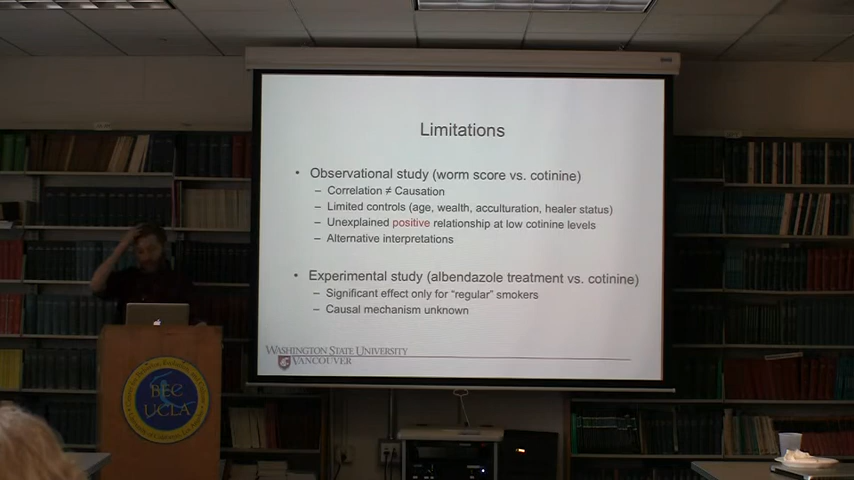 Limitations
• Observational study (worm score vs. cotinine)
– Correlation ≠ Causation
– Limited controls (age, wealth, acculturation, healer status)
– Unexplained positive relationship at low cotinine levels
– Alternative interpretations
• Experimental study (albendazole treatment vs. cotinine)
– Significant effect only for “regular” smokers
– Causal mechanism unknown
WASHINGTON STATE UNIVERSITY
VANCOUVER
BEC
UCLA